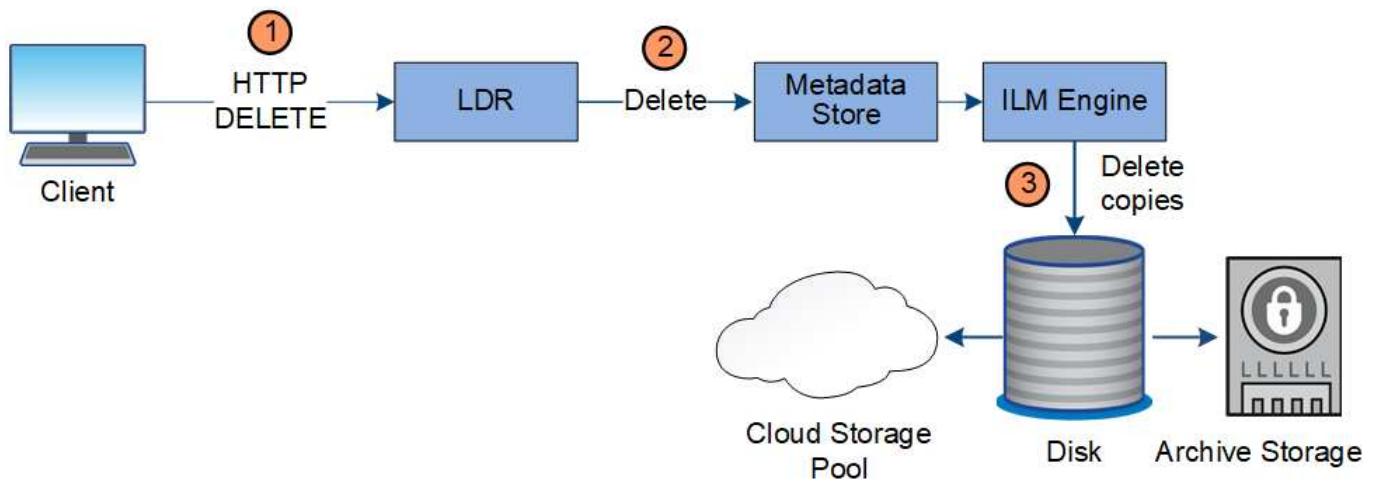 1
HTTP
DELETE
Client
LDR
2
Delete
Metadata
Store
ILM Engine
3
Delete
copies
Cloud Storage
Pool
Disk
LLLLLL
Archive Storage